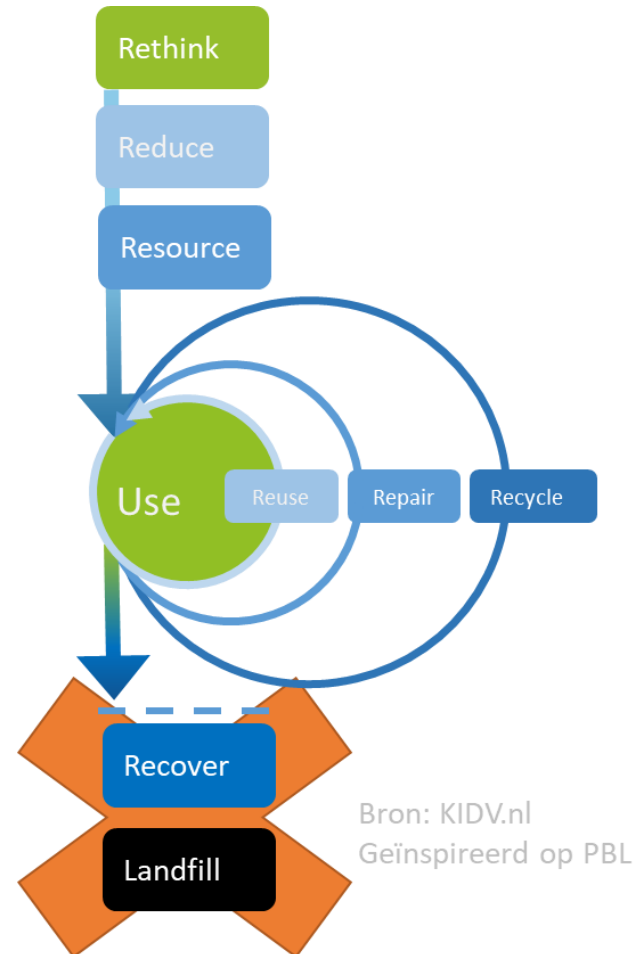 Rethink
Reduce
Resource
Use
Reuse
Repair
Recycle
Recover
Landfill
Bron: KIDV.nl
Geïnspireerd op PBL